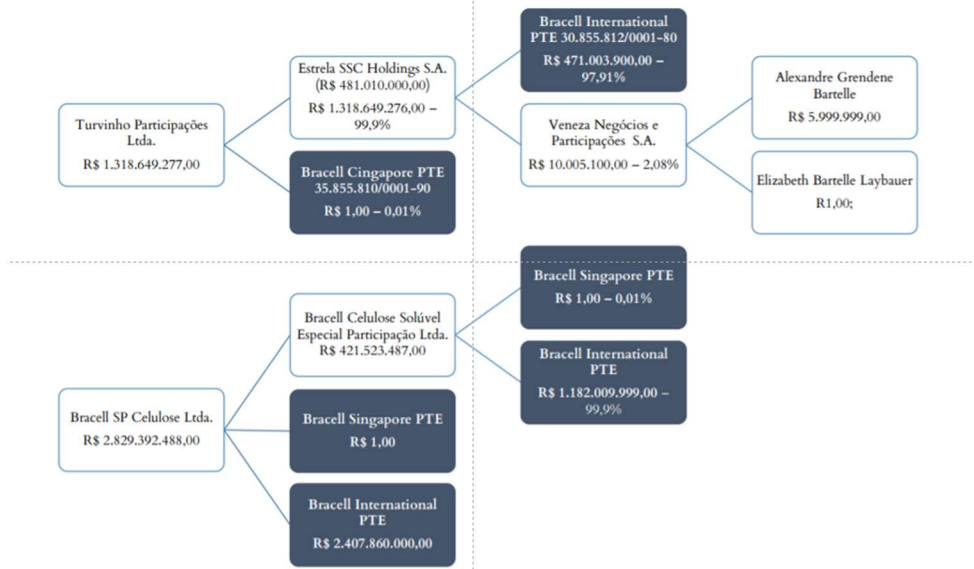 Turvinho Participações
Ltda.
R$ 1.318.649.277,00
Estrela SSC Holdings S.A.
(R$ 481.010.000,00)
R$ 1.318.649.276,00 –
99,9%
Bracell Cingapore PTE
35.855.810/0001-90
R$ 1,00 – 0,01%
Bracell International
PTE 30.855.812/0001-80
R$ 471.003.900,00 –
97,91%
Veneza Negócios e
Participações S.A.
R$ 10.005.100,00 – 2,08%
Alexandre Grendene
Bartelle
R$ 5.999.999,00
Elizabeth Bartelle Laybauer
R1,00;
Bracell SP Celulose Ltda.
R$ 2.829.392.488,00
Bracell Celulose Solúvel
Especial Participação Ltda.
R$ 421.523.487,00
Bracell Singapore PTE
R$ 1,00
Bracell International
PTE
R$ 2.407.860.000,00
Bracell Singapore PTE
R$ 1,00 – 0,01%
Bracell International
PTE
R$ 1.182.009.999,00 –
99,9%